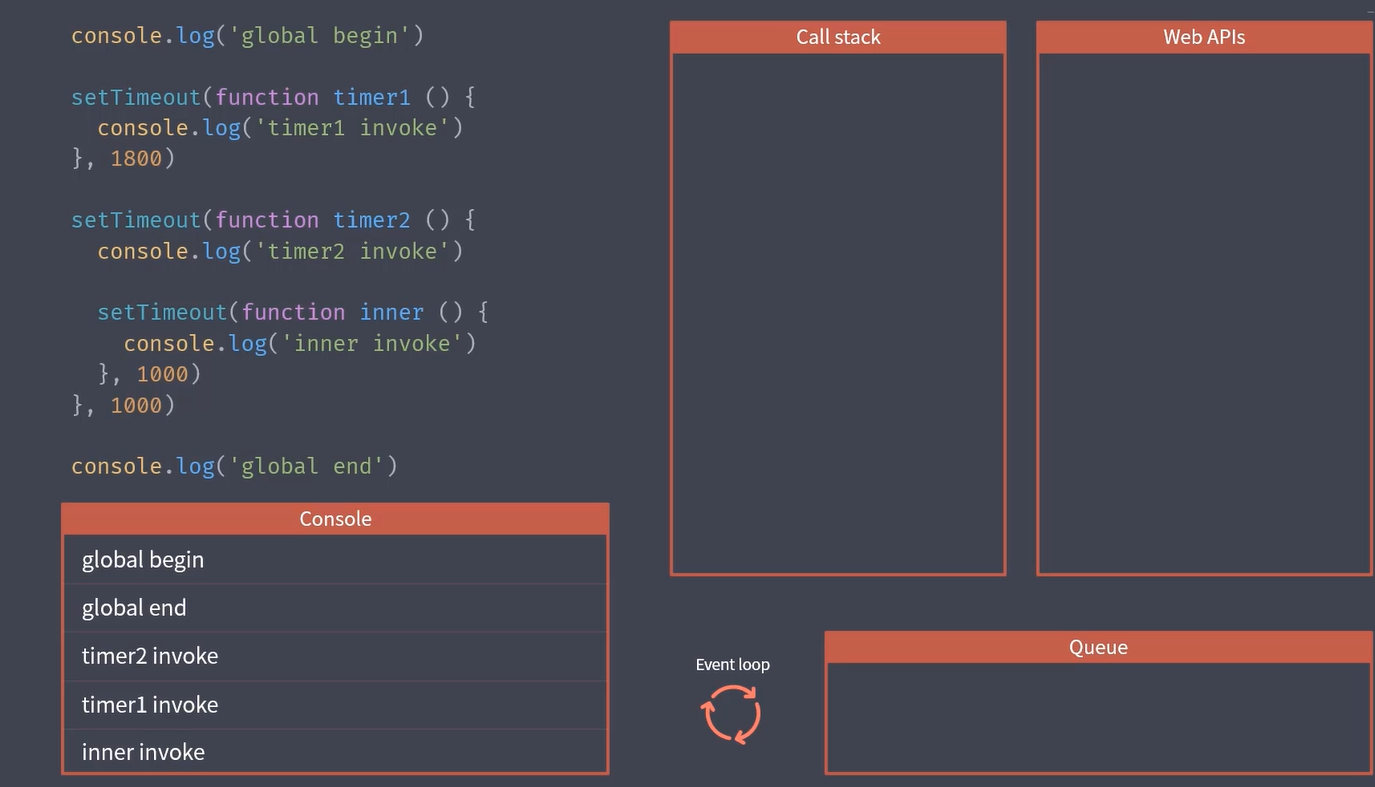 console.log('global begin')
setTimeout(function timer1 () {
  console.log('timer1 invoke')
}, 1800)
setTimeout(function timer2 () {
  console.log('timer2 invoke')
  setTimeout(function inner () {
    console.log('inner invoke')
  }, 1000)
}, 1000)
console.log('global end')
Console
global begin
global end
timer2 invoke
timer1 invoke
inner invoke
Call stack
Web APIs
Event loop
Queue